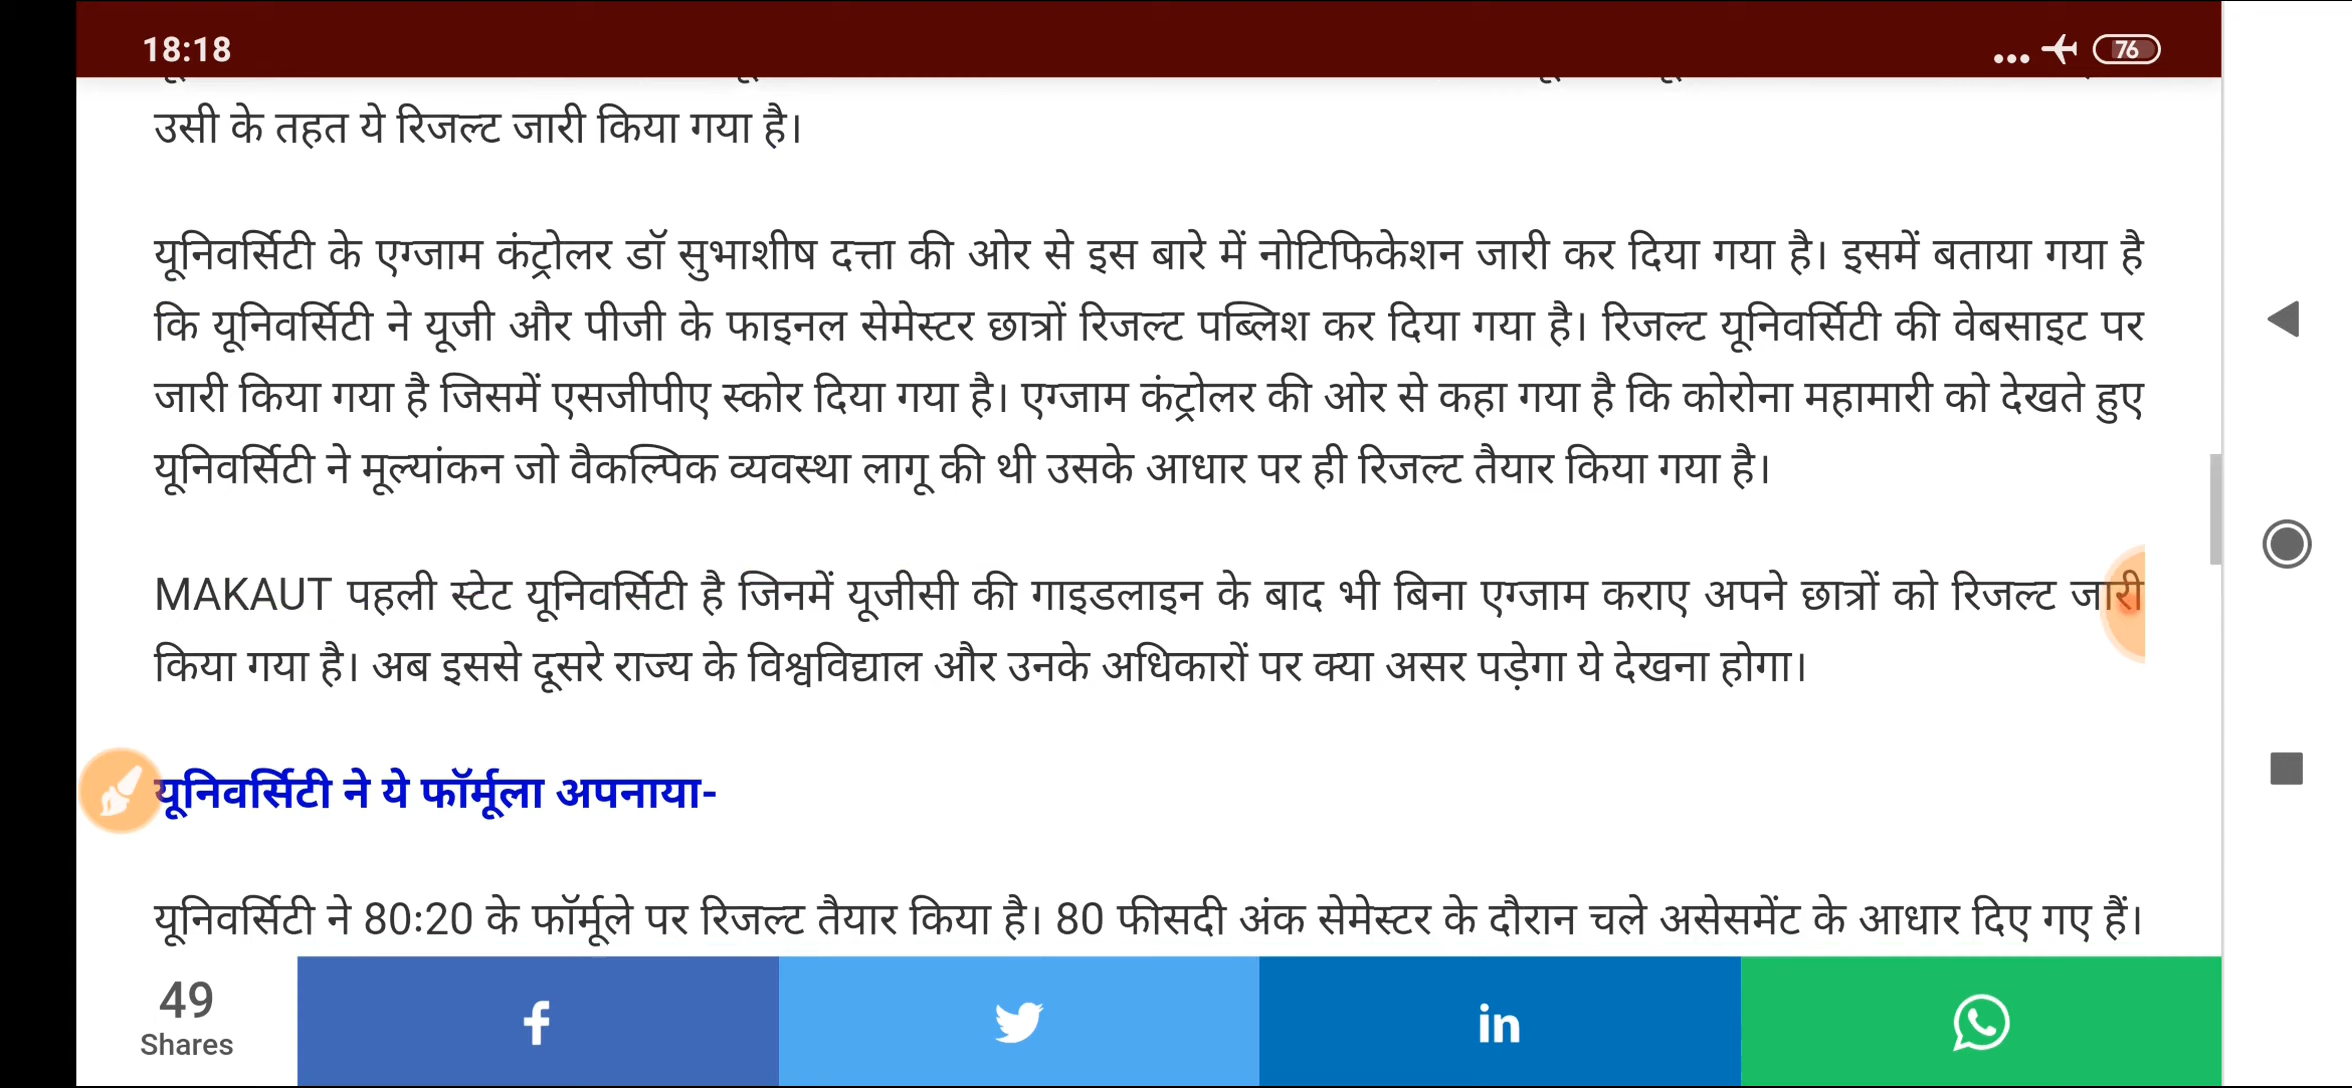 18:18
76
उसी के तहत ये रिजल्ट जारी किया गया है।
यूनिवर्सिटी के एग्जाम कंट्रोलर डॉ सुभाशीष दत्ता की ओर से इस बारे में नोटिफिकेशन जारी कर दिया गया है। इसमें बताया गया है
कि यूनिवर्सिटी ने यूजी और पीजी के फाइनल सेमेस्टर छात्रों रिजल्ट पब्लिश कर दिया गया है। रिजल्ट यूनिवर्सिटी की वेबसाइट पर
जारी किया गया है जिसमें एसजीपीए स्कोर दिया गया है। एग्जाम कंट्रोलर की ओर से कहा गया है कि कोरोना महामारी को देखते हुए
यूनिवर्सिटी ने मूल्यांकन जो वैकल्पिक व्यवस्था लागू की थी उसके आधार पर ही रिजल्ट तैयार किया गया है।
MAKAUT पहली स्टेट यूनिवर्सिटी है जिनमें यूजीसी की गाइडलाइन के बाद भी बिना एग्जाम कराए अपने छात्रों को रिजल्ट जारी
किया गया है। अब इससे दूसरे राज्य के विश्वविद्याल और उनके अधिकारों पर क्या असर पड़ेगा ये देखना होगा।
यूनिवर्सिटी ने ये फॉर्मूला अपनाया-
यूनिवर्सिटी ने 80:20 के फॉर्मूले पर रिजल्ट तैयार किया है। 80 फीसदी अंक सेमेस्टर के दौरान चले असेसमेंट के आधार दिए गए हैं।
49
Shares